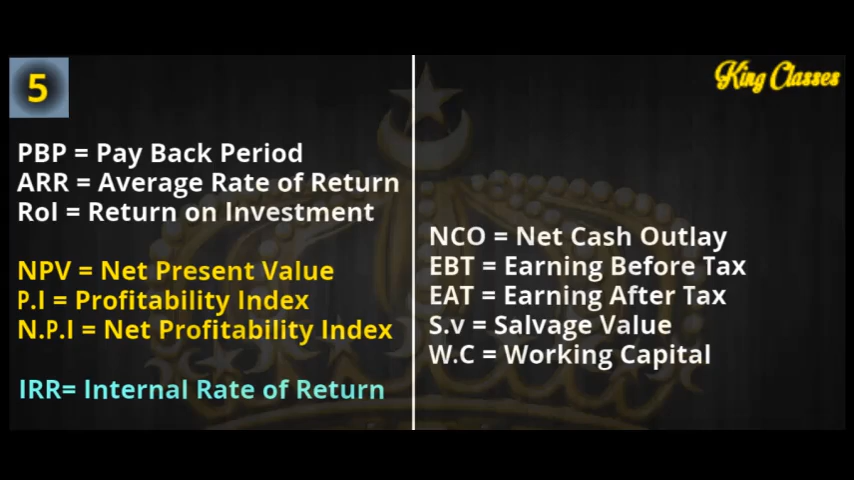 5
King Classes
PBP = Pay Back Period
ARR = Average Rate of Return
RoI = Return on Investment
NPV = Net Present Value
P.I = Profitability Index
N.P.I = Net Profitability Index
IRR= Internal Rate of Return
NCO = Net Cash Outlay
EBT = Earning Before Tax
EAT = Earning After Tax
S.v = Salvage Value
W.C = Working Capital